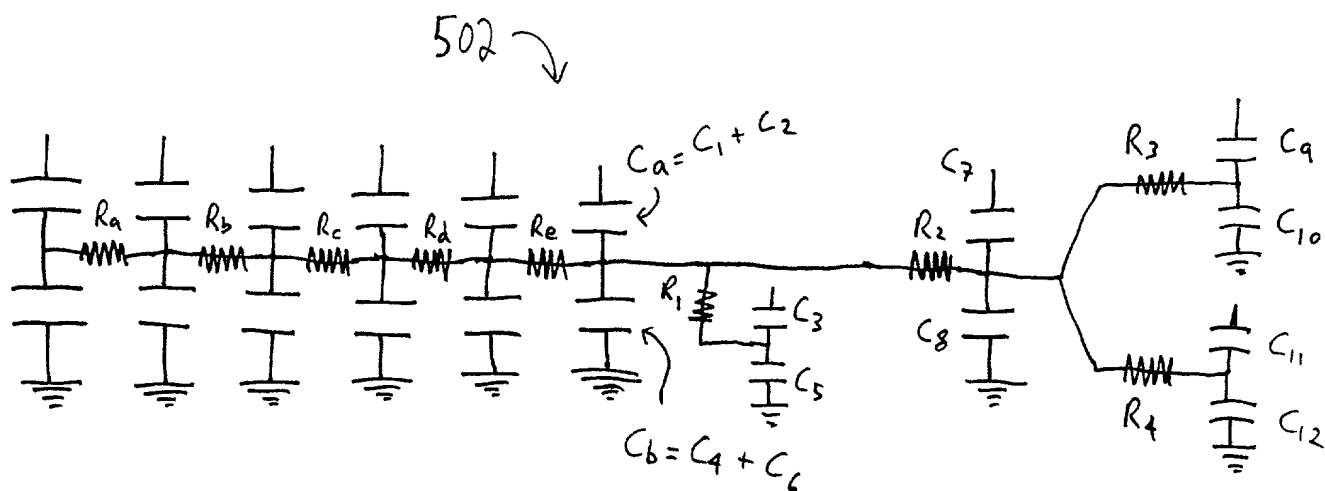 502
Ca = C1 + C2
Ra Rb Rc Rd Re
R1
C3
C5
Cb = C4 + C6
R2
C7
C8
R3
C9
C10
R4
C11
C12